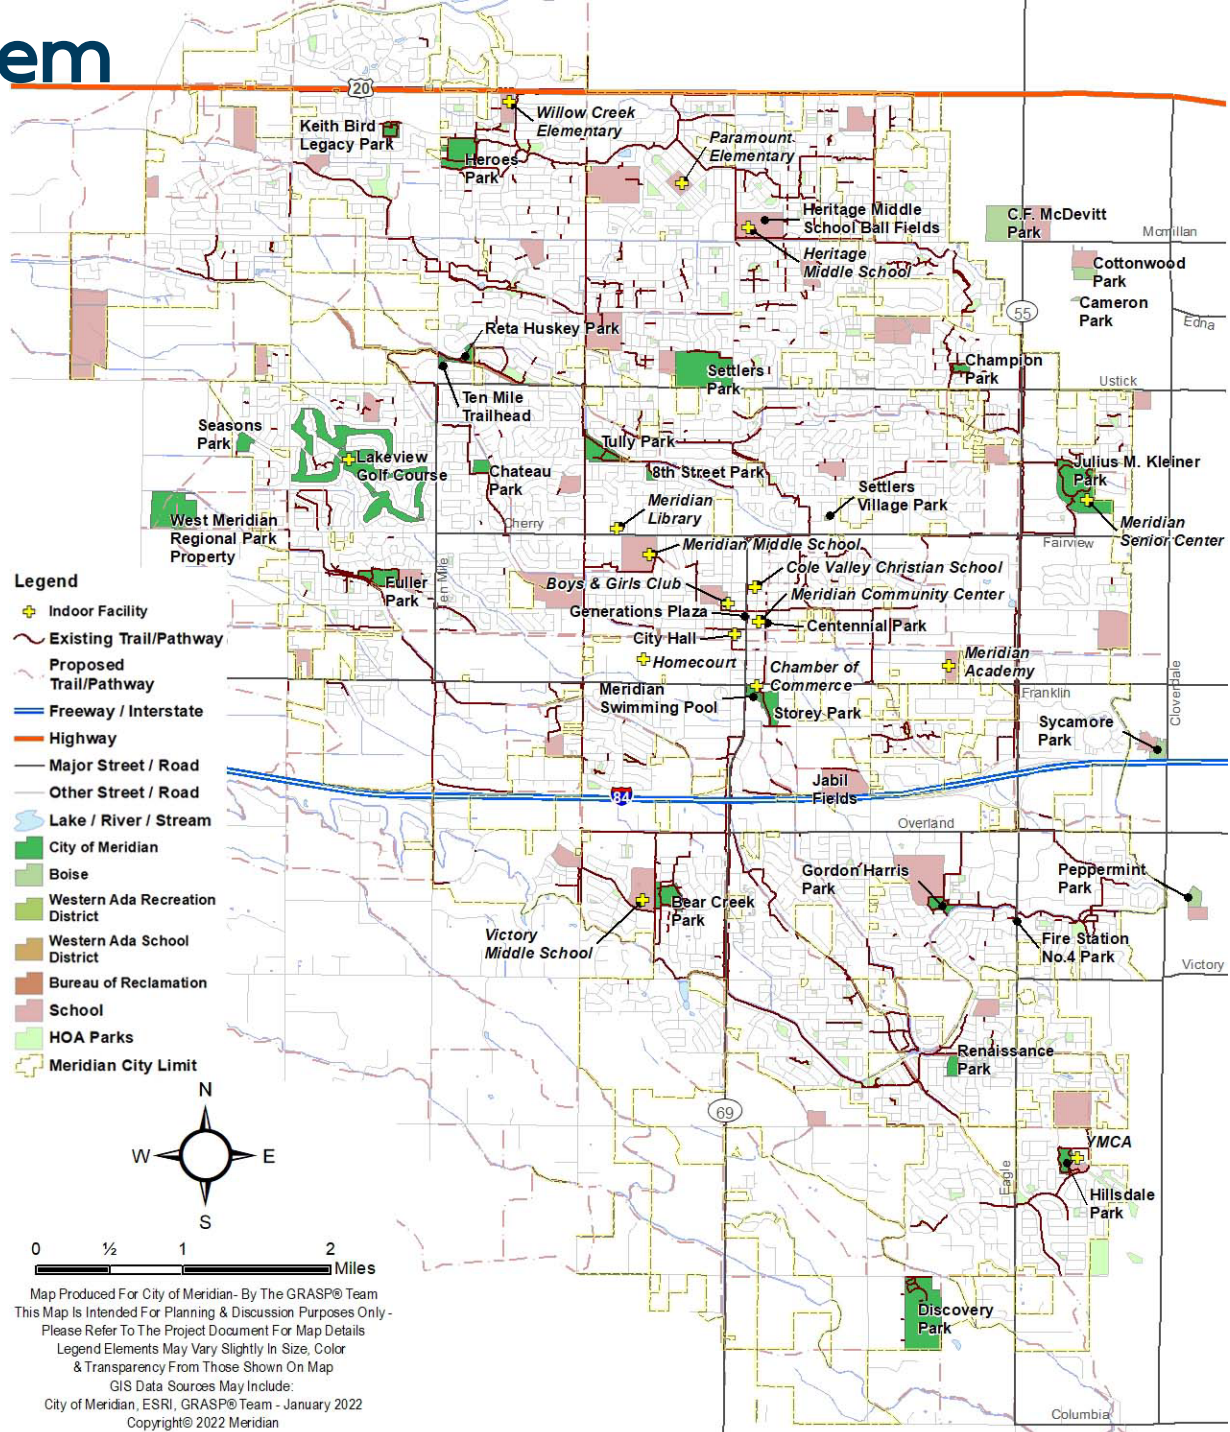 em
20
Willow Creek
Elementary
Keith Bird
Legacy Park
Heroes
Park
Paramount
Elementary
Heritage Middle
School Ball Fields
Heritage
Middle School
C.F. McDevitt
Park
Mcmillan
Cottonwood
Park
Cameron
Park
Edna
55
Reta Huskey Park
Ten Mile
Trailhead
Settlers
Park
Champion
Park
Ustick
Seasons
Park
Lakeview
Golf Course
Chateau
Park
Tully Park
8th Street Park
Meridian
Library
Settlers
Village Park
Julius M. Kleiner
Park
Meridian
Senior Center
West Meridian
Regional Park
Property
Cherry
Fairview
Meridian Middle School
Cole Valley Christian School
Boys & Girls Club
Meridian Community Center
Generations Plaza
Centennial Park
City Hall
Homecourt
Fuller
Park
Ten Mile
Meridian
Academy
Chamber of
Commerce
Meridian
Swimming Pool
Storey Park
Franklin
Cloverdale
Sycamore
Park
Jabil
Fields
84
Overland
Gordon Harris
Park
Peppermint
Park
Bear Creek
Park
Victory
Middle School
Fire Station
No.4 Park
Victory
Renaissance
Park
69
YMCA
Eagle
Hillsdale
Park
Discovery
Park
Columbia
Legend
Indoor Facility
Existing Trail/Pathway
Proposed
Trail/Pathway
Freeway / Interstate
Highway
Major Street / Road
Other Street / Road
Lake / River / Stream
City of Meridian
Boise
Western Ada Recreation
District
Western Ada School
District
Bureau of Reclamation
School
HOA Parks
Meridian City Limit
N
W E
S
0 ½ 1 2
Miles
Map Produced For City of Meridian- By The GRASP® Team
This Map Is Intended For Planning & Discussion Purposes Only -
Please Refer To The Project Document For Map Details
Legend Elements May Vary Slightly In Size, Color
& Transparency From Those Shown On Map
GIS Data Sources May Include:
City of Meridian, ESRI, GRASP® Team - January 2022
Copyright© 2022 Meridian